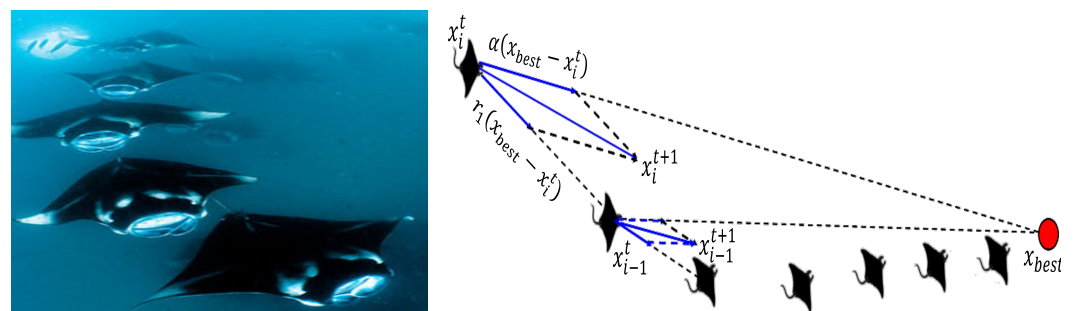 x_i^t
α(x_best − x_i^t)
r_1(x_best − x_i^t)
x_i^{t+1}
x_{i−1}^t
x_{i−1}^{t+1}
x_best